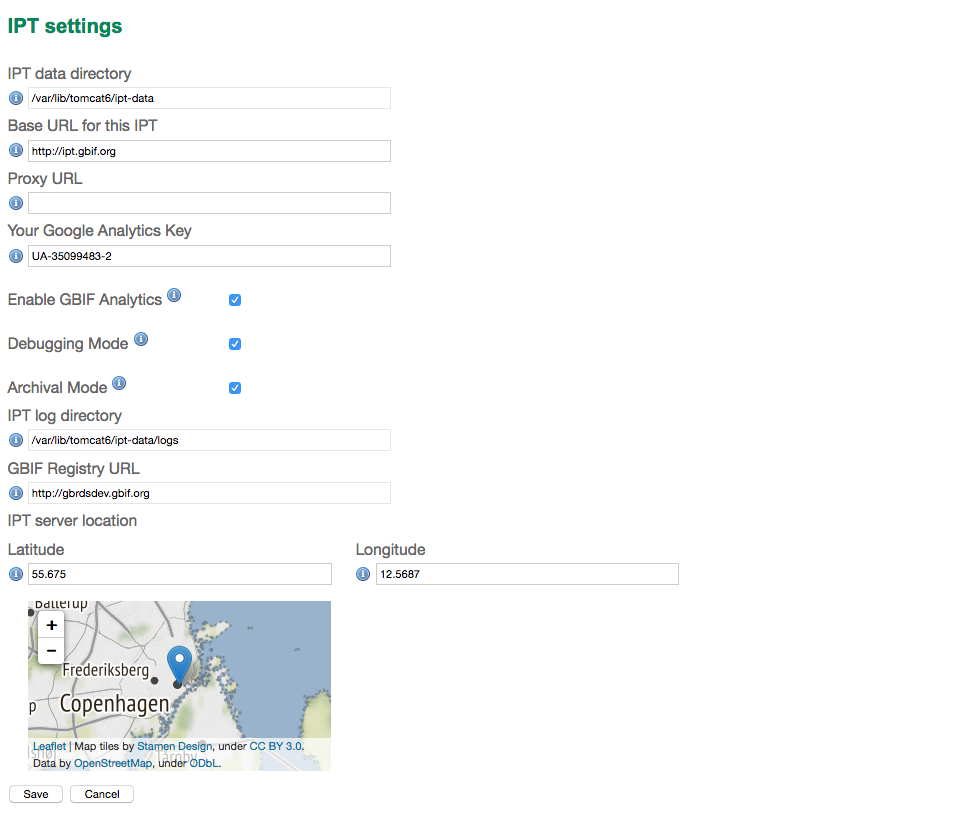 IPT settings
IPT data directory
/var/lib/tomcat6/ipt-data
Base URL for this IPT
http://ipt.gbif.org
Proxy URL
Your Google Analytics Key
UA-35099483-2
Enable GBIF Analytics
Debugging Mode
Archival Mode
IPT log directory
/var/lib/tomcat6/ipt-data/logs
GBIF Registry URL
http://gbrdsdev.gbif.org
IPT server location
Latitude Longitude
55.675 12.5687
Ballerup
+
−
Frederiksberg
Copenhagen
Leaflet | Map tiles by Stamen Design, under CC BY 3.0.
Tårnby
Data by OpenStreetMap, under ODbL.
Save Cancel